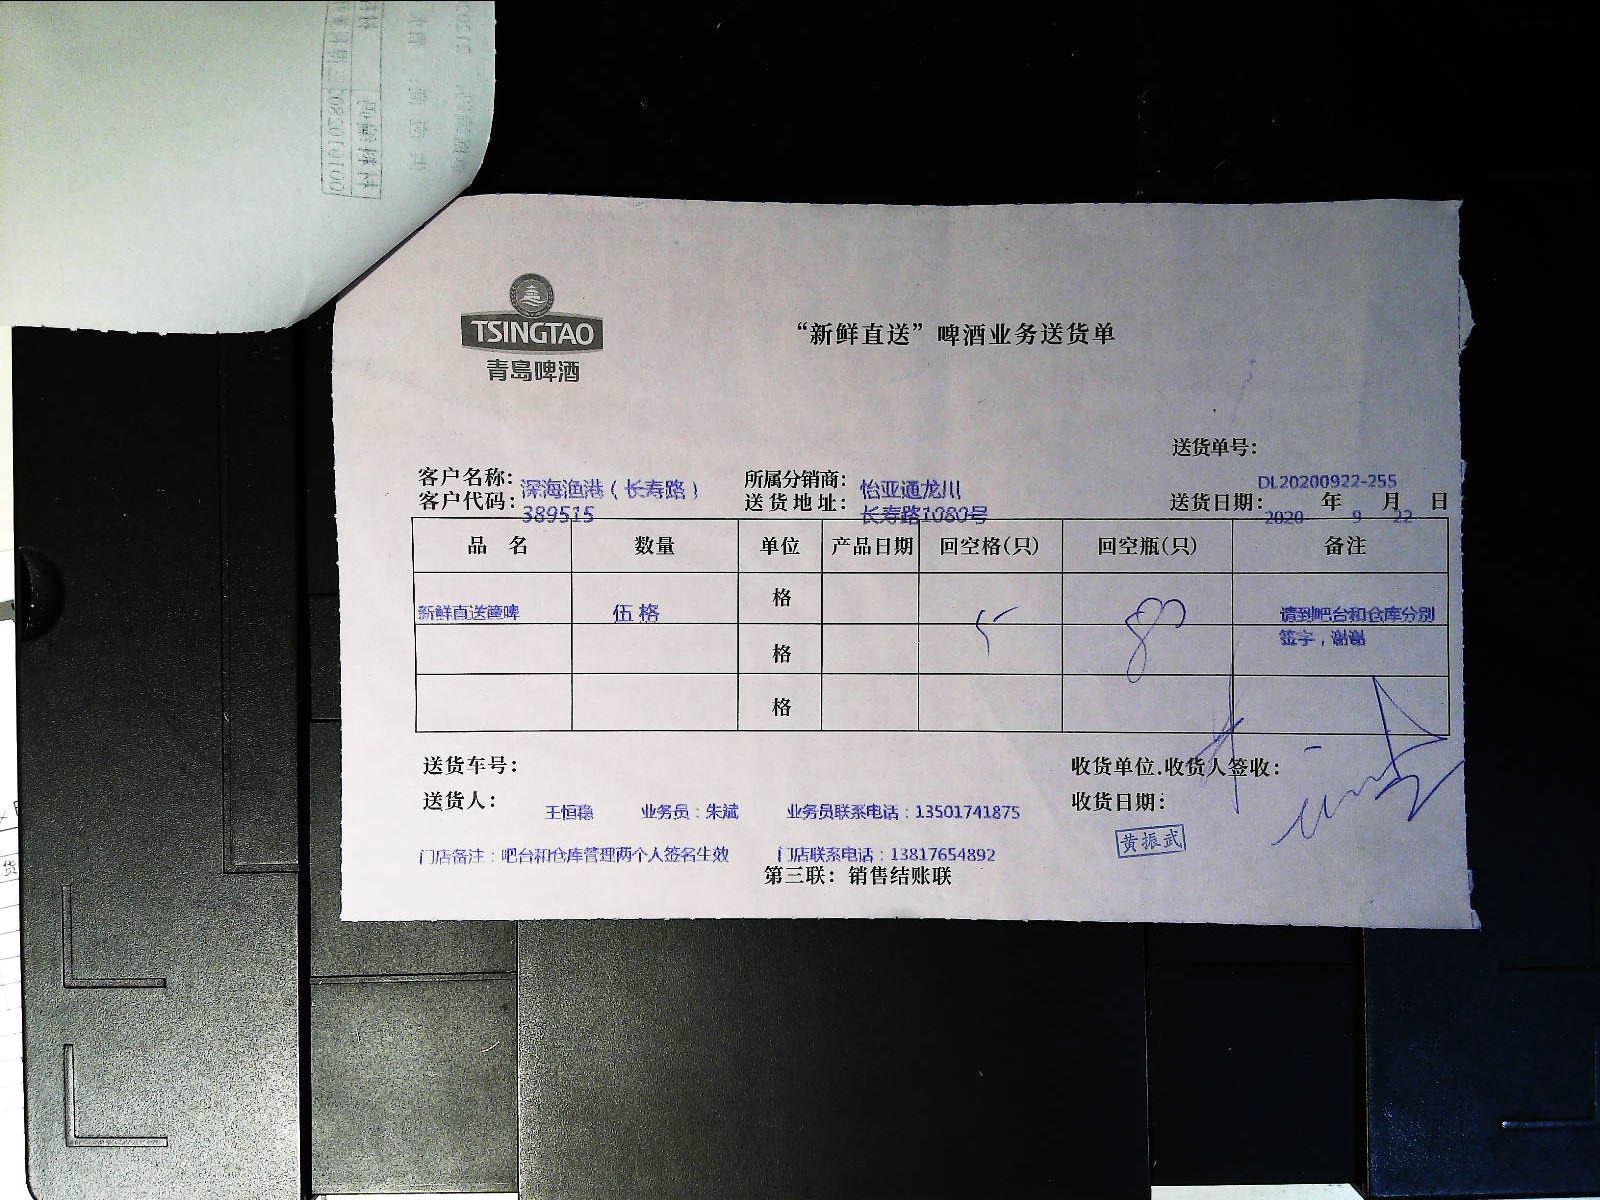 TSINGTAO
青岛啤酒
“新鲜直送”啤酒业务送货单
送货单号：
DL20200922-255
客户名称：深海渔港（长寿路） 所属分销商：怡亚通龙川
客户代码：389515 送货地址：长寿路1080号 送货日期：2020年9月22日
品名 数量 单位 产品日期 回空格(只) 回空瓶(只) 备注
新鲜直送篚啤 伍格 格 5 80 请到吧台和仓库分别
签字，谢谢
格
格
送货车号： 收货单位.收货人签收：
送货人：王恒稳 业务员：朱斌 业务员联系电话：13501741875 收货日期：
黄振武
门店备注：吧台和仓库管理两个人签名生效 门店联系电话：13817654892
第三联：销售结账联